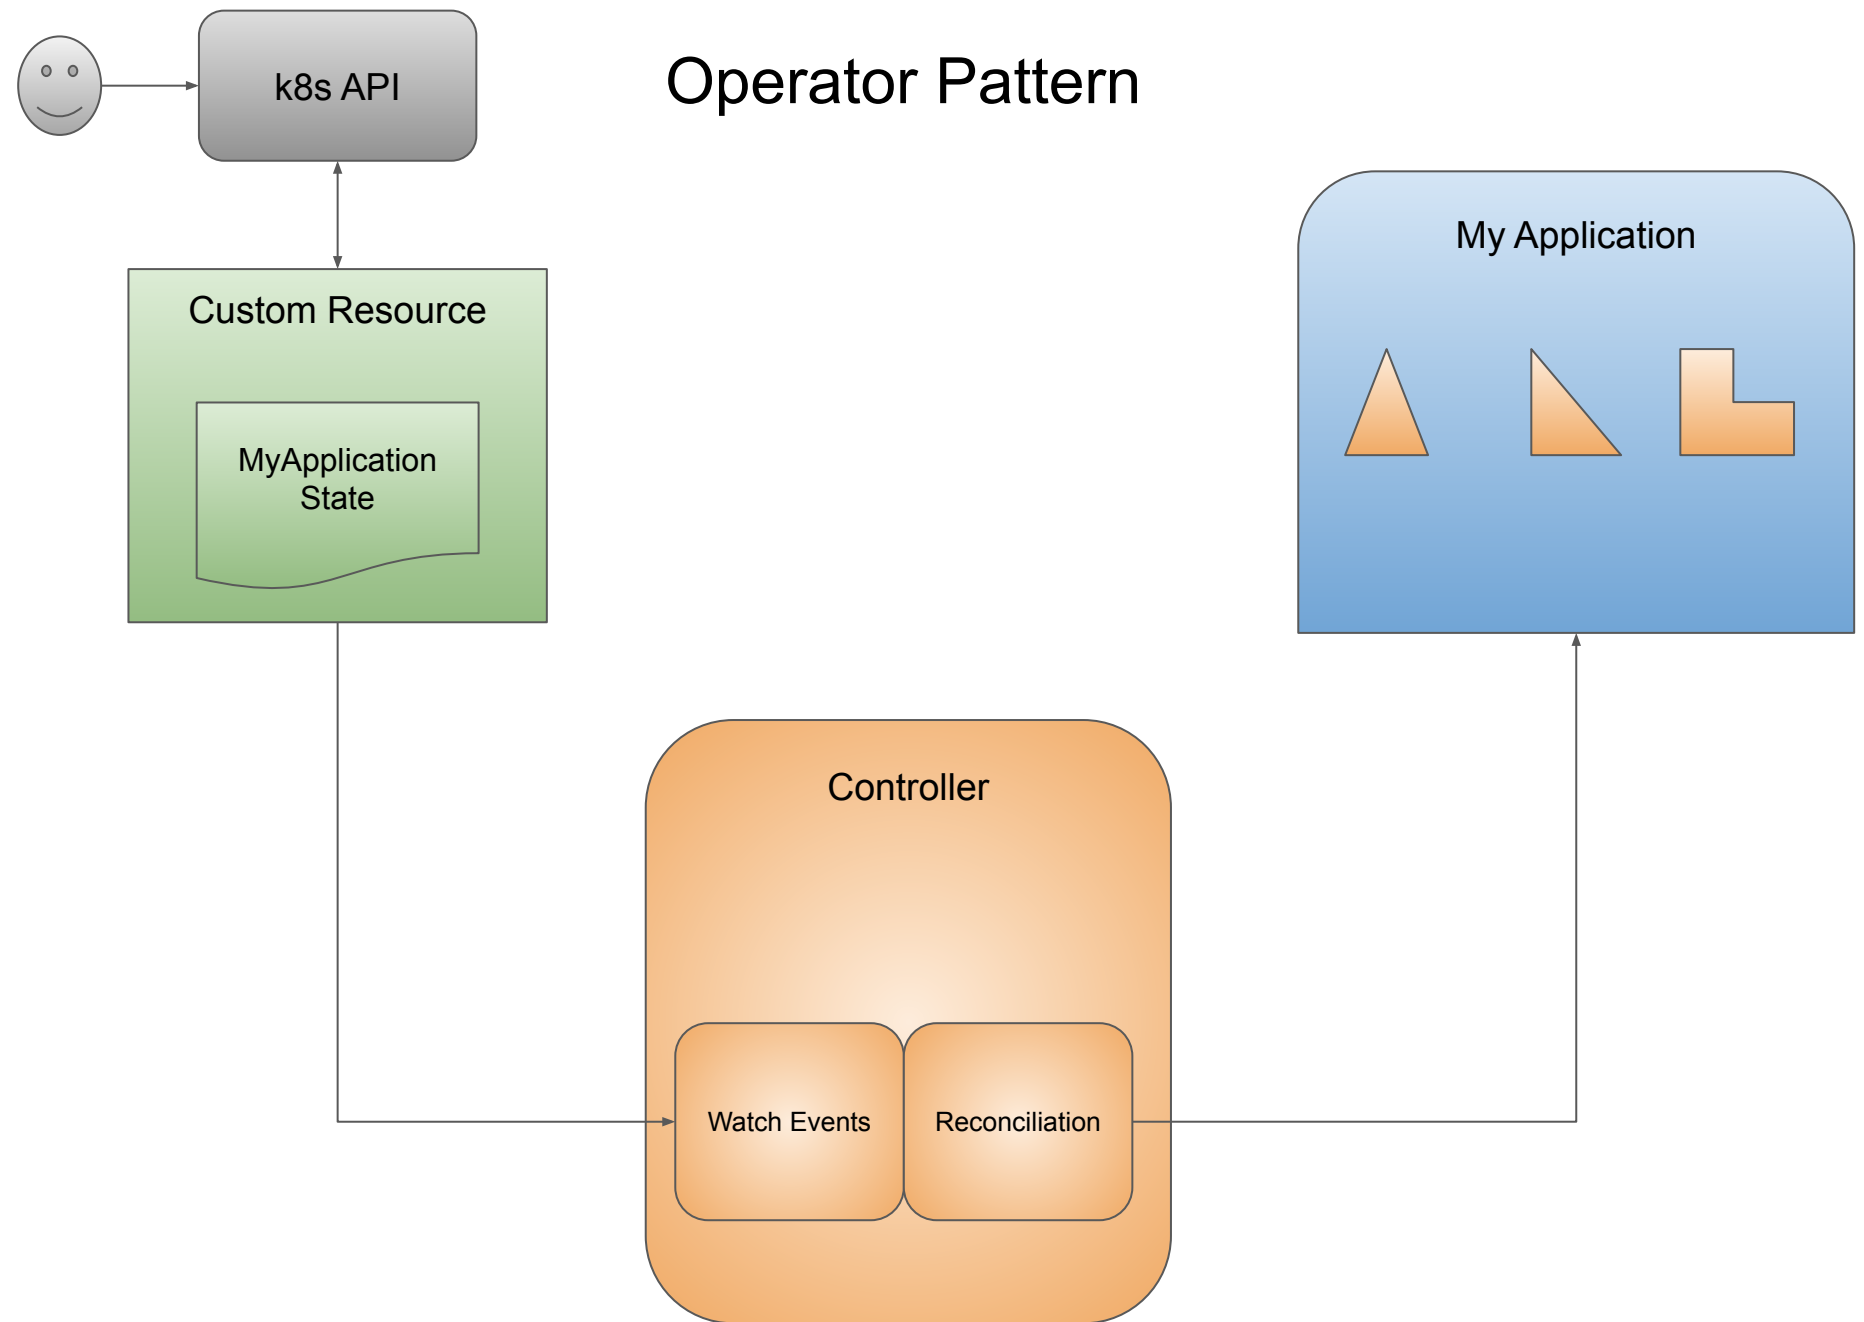 k8s API
Operator Pattern
My Application
Custom Resource
MyApplication
State
Controller
Watch Events
Reconciliation